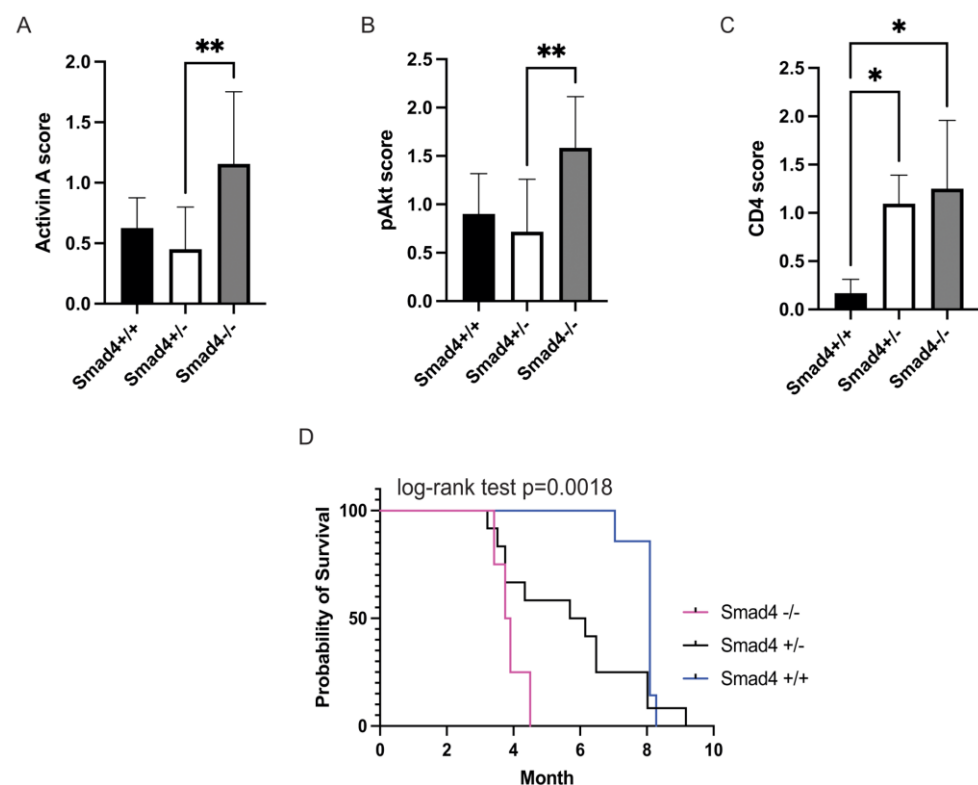 A
**
2.0
1.5
1.0
0.5
0.0
Activin A score
Smad4+/+
Smad4+/-
Smad4-/-
B
**
2.5
2.0
1.5
1.0
0.5
0.0
pAkt score
Smad4+/+
Smad4+/-
Smad4-/-
C
*
*
2.5
2.0
1.5
1.0
0.5
0.0
CD4 score
Smad4+/+
Smad4+/-
Smad4-/-
D
log-rank test p=0.0018
100
50
0
Probability of Survival
0 2 4 6 8 10
Month
Smad4 -/-
Smad4 +/-
Smad4 +/+